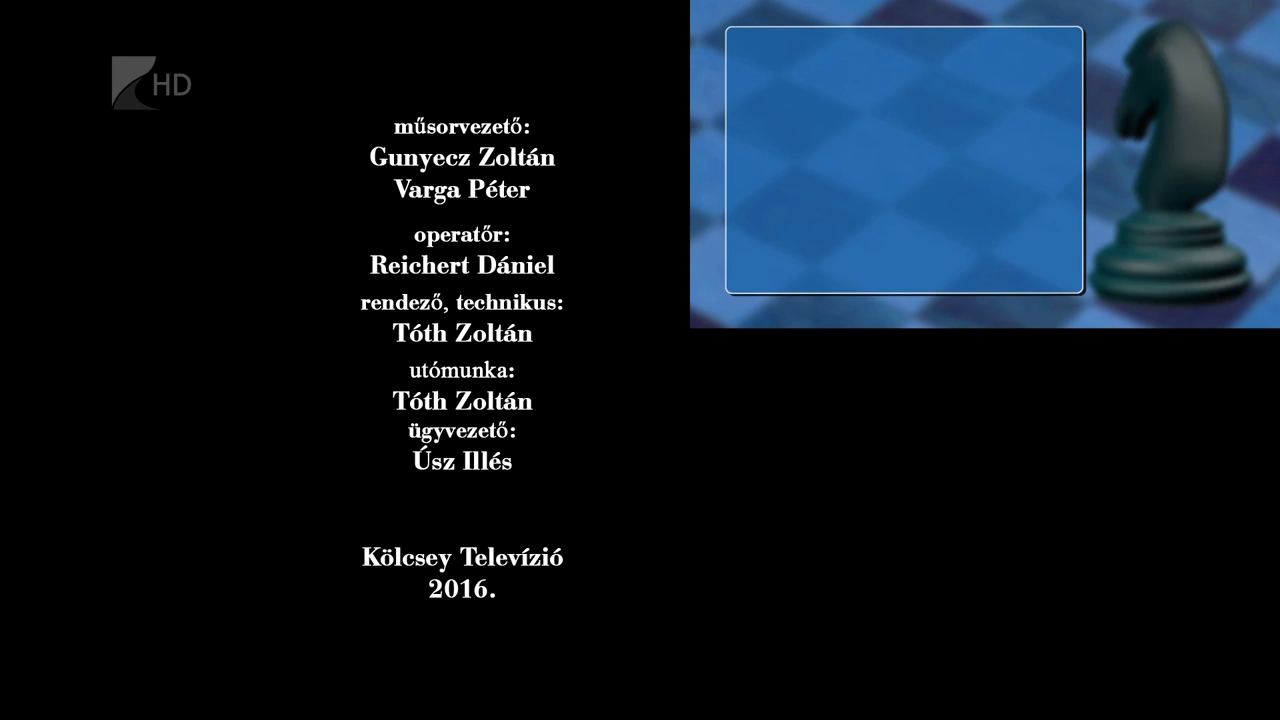 HD
műsorvezető:
Gunyecz Zoltán
Varga Péter
operatőr:
Reichert Dániel
rendező, technikus:
Tóth Zoltán
utómunka:
Tóth Zoltán
ügyvezető:
Úsz Illés
Kölcsey Televízió
2016.